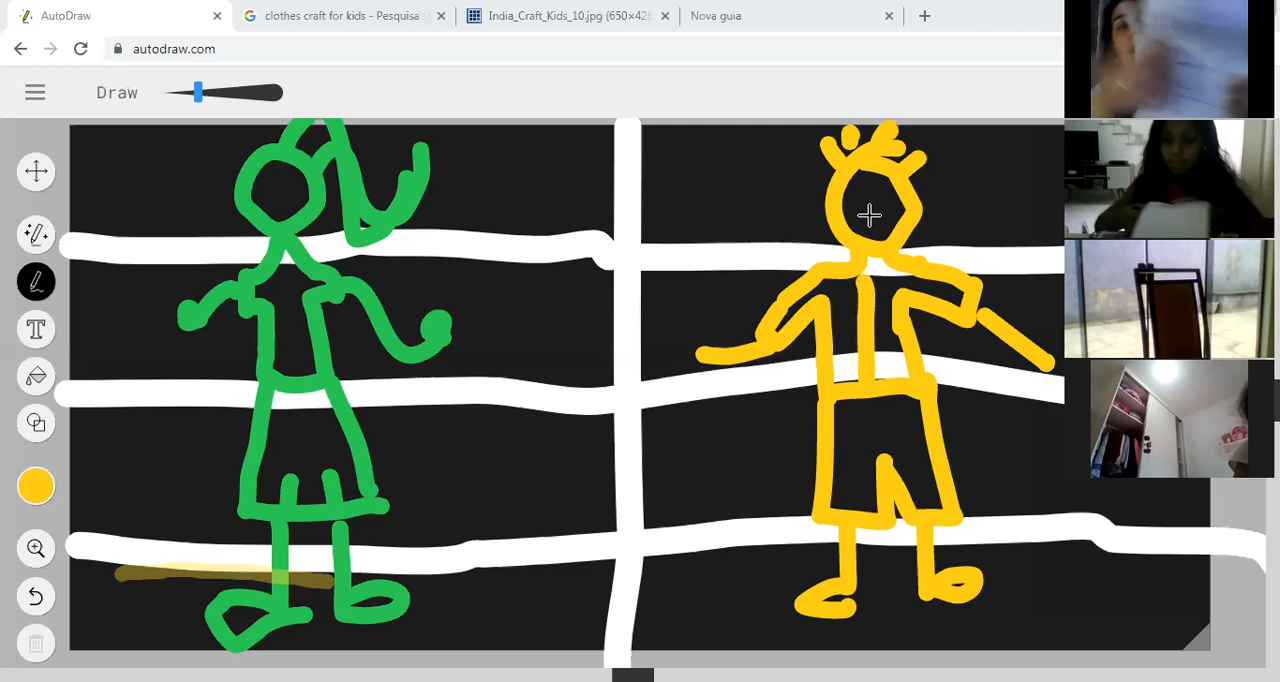 AutoDraw
clothes craft for kids - Pesquisa
India_Craft_Kids_10.jpg (650×42
Nova guia
autodraw.com
Draw
T